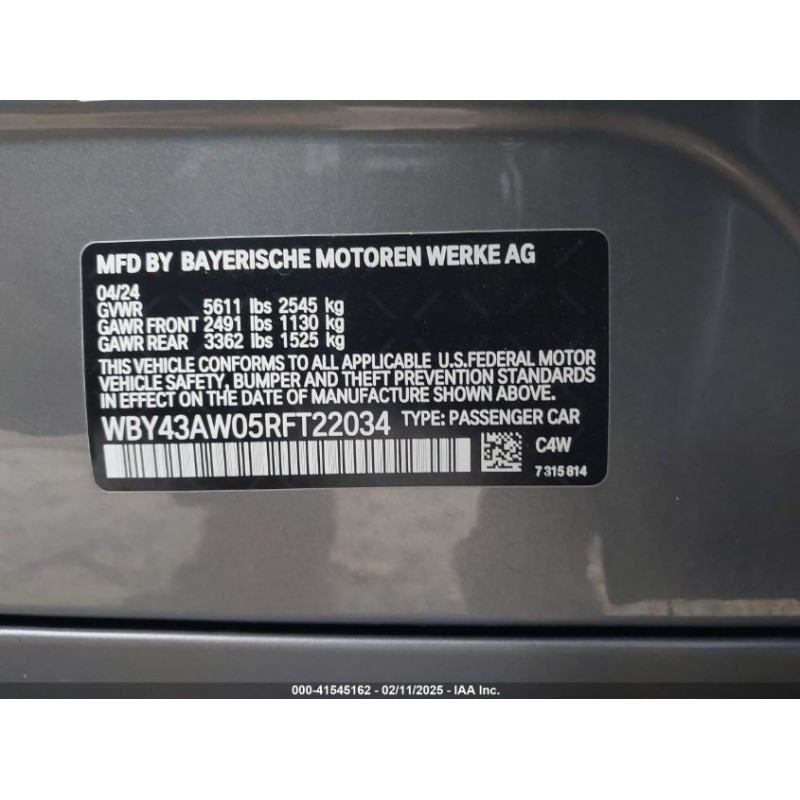 MFD BY BAYERISCHE MOTOREN WERKE AG
04/24
GVWR 5611 lbs 2545 kg
GAWR FRONT 2491 lbs 1130 kg
GAWR REAR 3362 lbs 1525 kg
THIS VEHICLE CONFORMS TO ALL APPLICABLE U.S.FEDERAL MOTOR
VEHICLE SAFETY, BUMPER AND THEFT PREVENTION STANDARDS
IN EFFECT ON THE DATE OF MANUFACTURE SHOWN ABOVE.
WBY43AW05RFT22034 TYPE: PASSENGER CAR
C4W
7315814
000-41545162 - 02/11/2025 - IAA Inc.